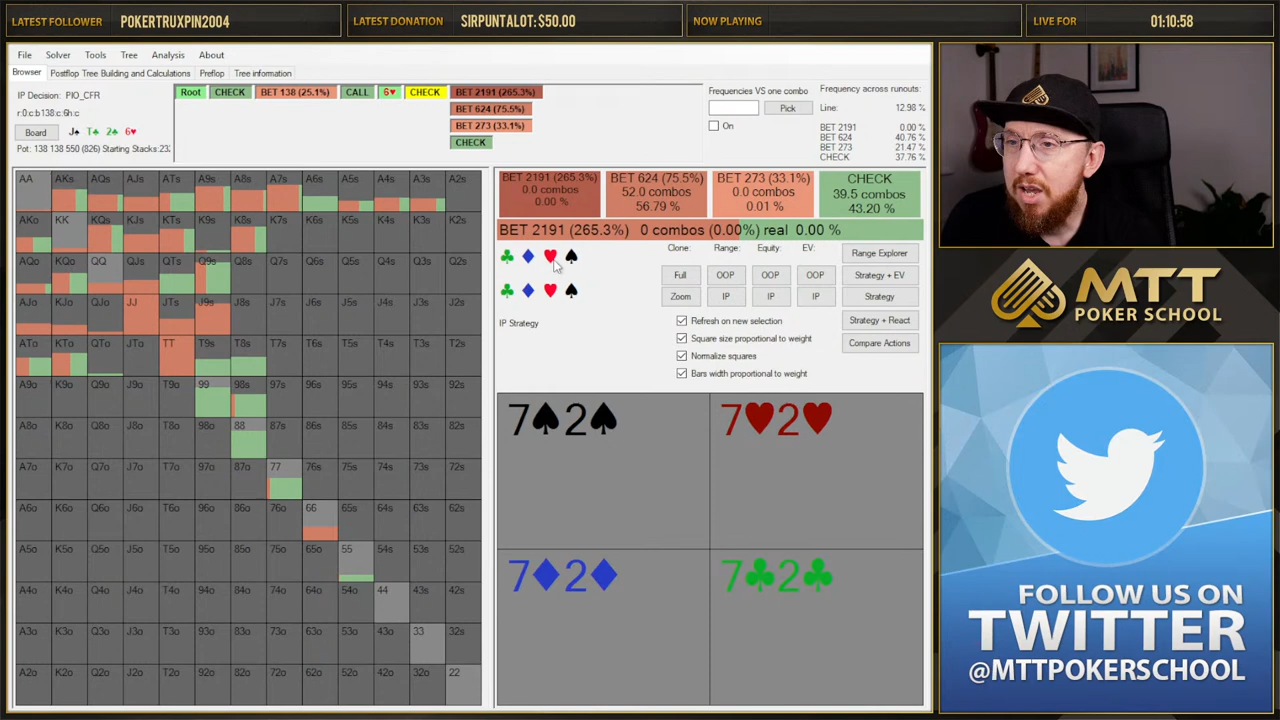 LATEST FOLLOWER POKERTRUXPIN2004 LATEST DONATION SIRPUNTALOT: $50.00 NOW PLAYING LIVE FOR 01:10:58
File Solver Tools Tree Analysis About
Browser Postflop Tree Building and Calculations Preflop Tree information
IP Decision: PIO_CFR
r:0:c:b138:c:6h:c
Board J♠ T♣ 2♣ 6♥
Pot: 138 138 550 (826) Starting Stacks:23
Root CHECK BET 138 (25.1%) CALL 6♥ CHECK BET 2191 (265.3%)
BET 624 (75.5%)
BET 273 (33.1%)
CHECK
Frequencies VS one combo
Pick
On
Frequency across runouts:
Line: 12.98 %
BET 2191 0.00 %
BET 624 40.76 %
BET 273 21.47 %
CHECK 37.76 %
AA AKs AQs AJs ATs A9s A8s A7s A6s A5s A4s A3s A2s
AKo KK KQs KJs KTs K9s K8s K7s K6s K5s K4s K3s K2s
AQo KQo QQ QJs QTs Q9s Q8s Q7s Q6s Q5s Q4s Q3s Q2s
AJo KJo QJo JJ JTs J9s J8s J7s J6s J5s J4s J3s J2s
ATo KTo QTo JTo TT T9s T8s T7s T6s T5s T4s T3s T2s
A9o K9o Q9o J9o T9o 99 98s 97s 96s 95s 94s 93s 92s
A8o K8o Q8o J8o T8o 98o 88 87s 86s 85s 84s 83s 82s
A7o K7o Q7o J7o T7o 97o 87o 77 76s 75s 74s 73s 72s
A6o K6o Q6o J6o T6o 96o 86o 76o 66 65s 64s 63s 62s
A5o K5o Q5o J5o T5o 95o 85o 75o 65o 55 54s 53s 52s
A4o K4o Q4o J4o T4o 94o 84o 74o 64o 54o 44 43s 42s
A3o K3o Q3o J3o T3o 93o 83o 73o 63o 53o 43o 33 32s
A2o K2o Q2o J2o T2o 92o 82o 72o 62o 52o 42o 32o 22
BET 2191 (265.3%)
0.0 combos
0.00 %
BET 624 (75.5%)
52.0 combos
56.79 %
BET 273 (33.1%)
0.0 combos
0.01 %
CHECK
39.5 combos
43.20 %
BET 2191 (265.3%) 0 combos (0.00%) real 0.00 %
♣ ♦ ♥ ♠
♣ ♦ ♥ ♠
IP Strategy
Clone: Range: Equity: EV:
Full OOP OOP OOP
Zoom IP IP IP
Range Explorer
Strategy + EV
Strategy
Strategy + React
Compare Actions
Refresh on new selection
Square size proportional to weight
Normalize squares
Bars width proportional to weight
7♠2♠ 7♥2♥
7♦2♦ 7♣2♣
MTT
POKER SCHOOL
FOLLOW US ON
TWITTER
@MTTPOKERSCHOOL